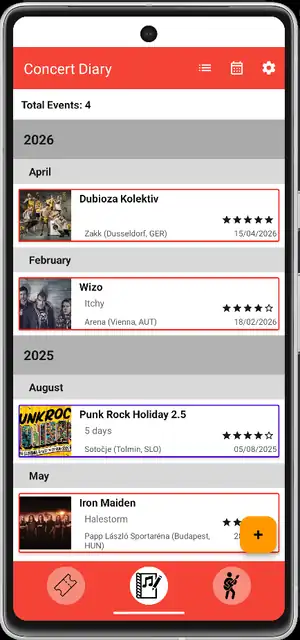 Concert Diary
Total Events: 4
2026
April
Dubioza Kolektiv
Zakk (Dusseldorf, GER)
15/04/2026
February
Wizo
Itchy
Arena (Vienna, AUT)
18/02/2026
2025
August
UNKROC
Punk Rock Holiday 2.5
5 days
Sotočje (Tolmin, SLO)
05/08/2025
May
Iron Maiden
Halestorm
Papp László Sportaréna (Budapest,
HUN)
+